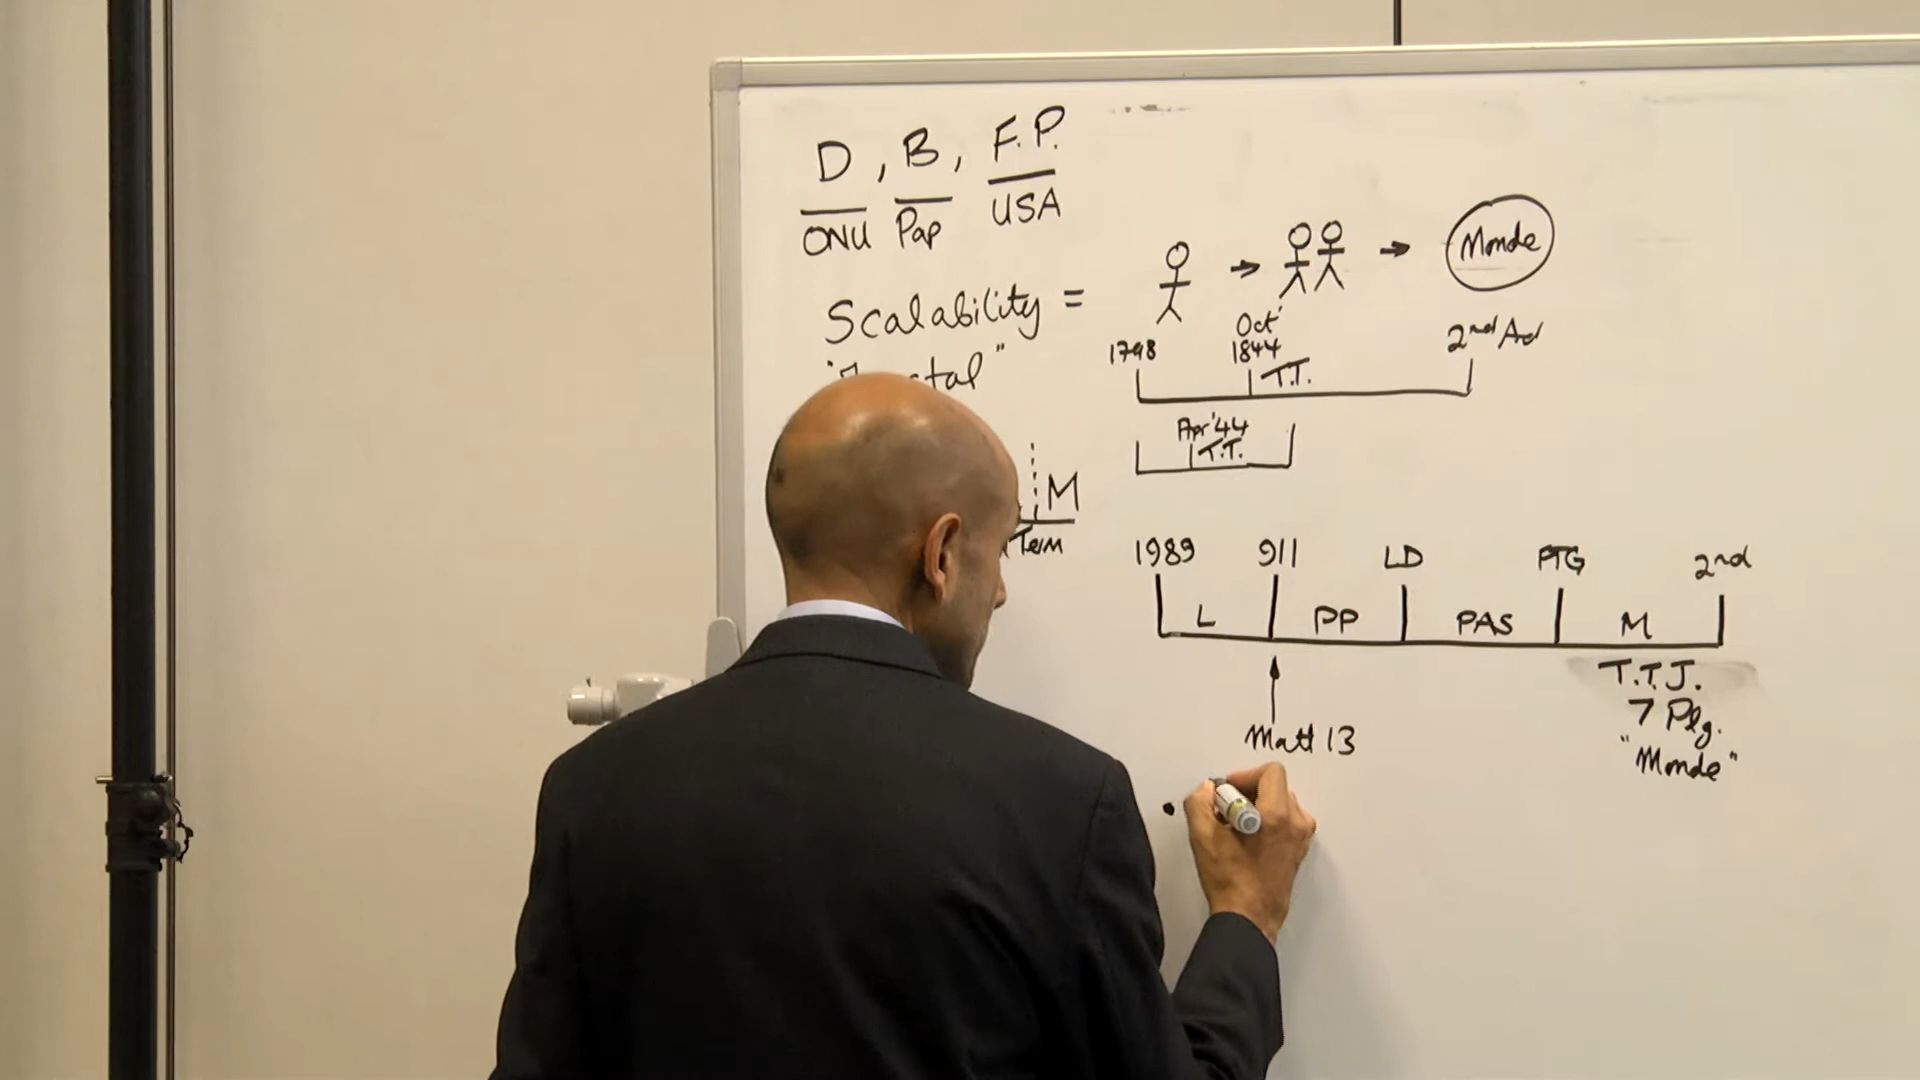 D, B, F.P.
ONU Pap USA
Scalability = → → Monde
1798 Oct' 1844 2nd Ad
T.T.
Apr '44
T.T.
M
Term
1989 911 LD PTG 2nd
L PP PAS M
T.T.J.
7 Plg.
"Monde"
Matt 13